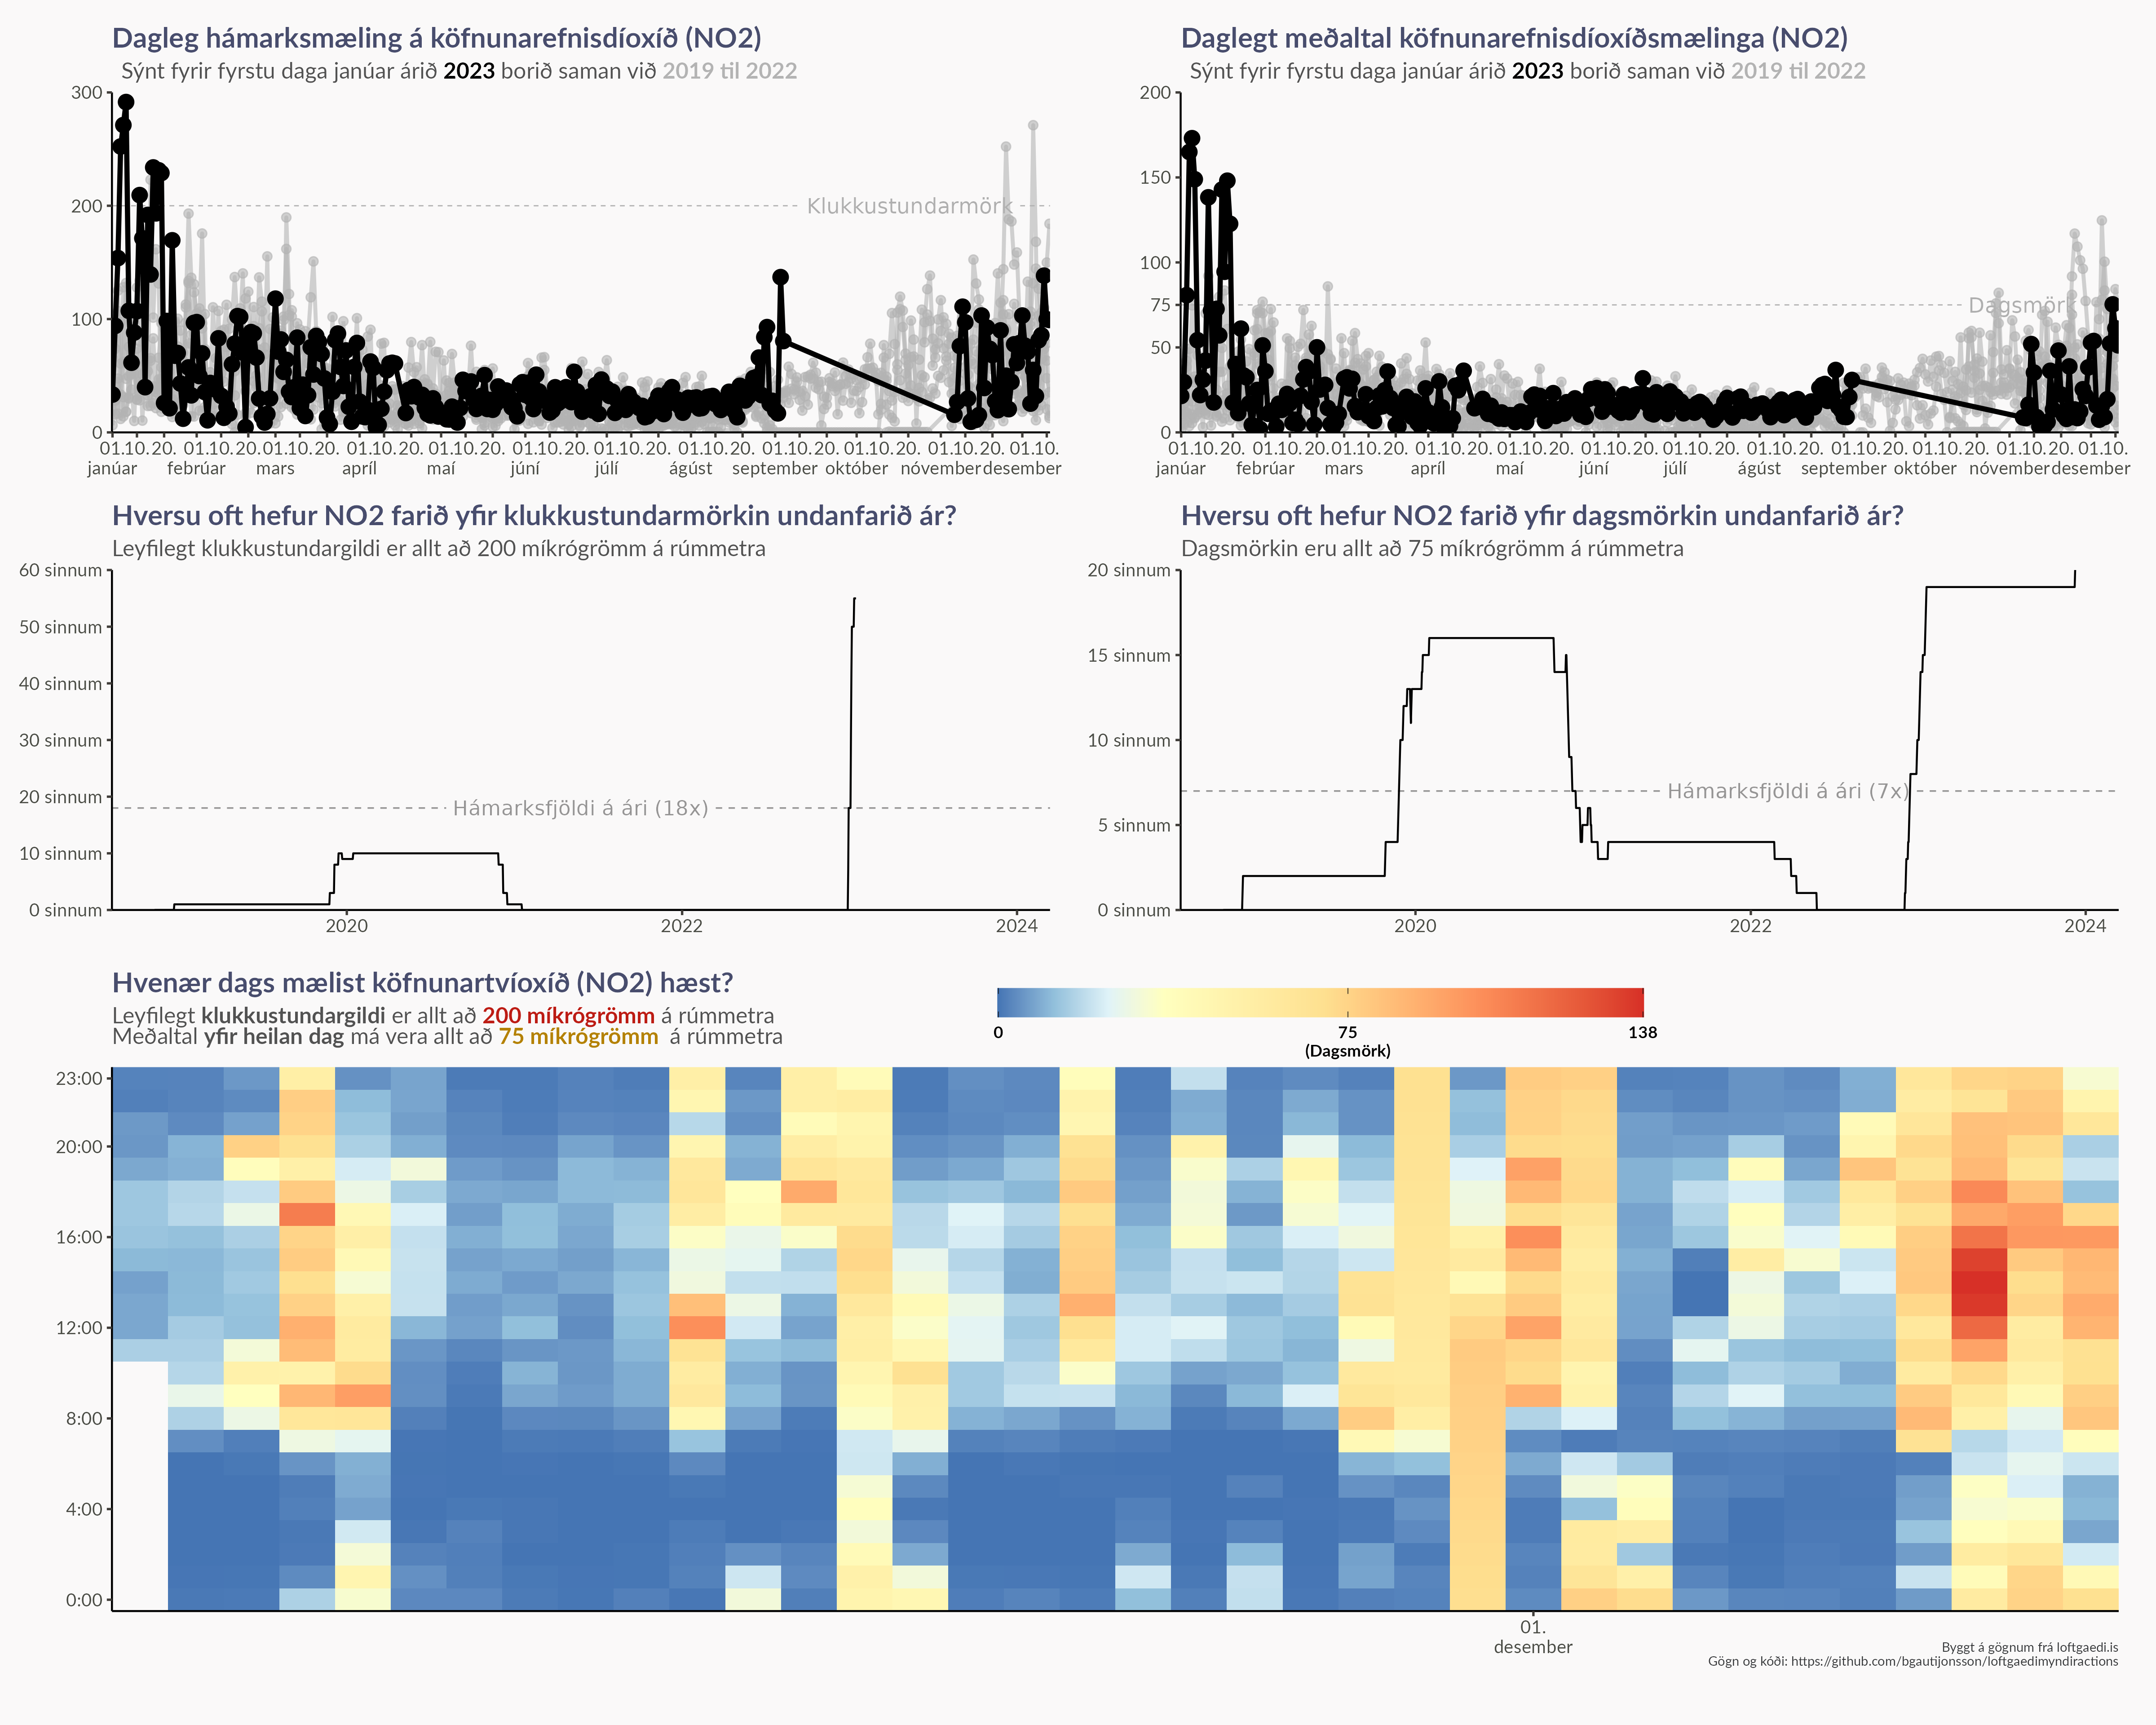 Dagleg hámarksmæling á köfnunarefnisdíoxíð (NO2)
Sýnt fyrir fyrstu daga janúar árið 2023 borið saman við 2019 til 2022
300
200
100
0
Klukkustundarmörk
01. 10. 20. 01. 10. 20. 01. 10. 20. 01. 10. 20. 01. 10. 20. 01. 10. 20. 01. 10. 20. 01. 10. 20. 01. 10. 20. 01. 10. 20. 01. 10. 20. 01. 10.
janúar febrúar mars apríl maí júní júlí ágúst september október nóvember desember
Daglegt meðaltal köfnunarefnisdíoxíðsmælinga (NO2)
Sýnt fyrir fyrstu daga janúar árið 2023 borið saman við 2019 til 2022
200
150
100
75
50
0
Dagsmörk
01. 10. 20. 01. 10. 20. 01. 10. 20. 01. 10. 20. 01. 10. 20. 01. 10. 20. 01. 10. 20. 01. 10. 20. 01. 10. 20. 01. 10. 20. 01. 10. 20. 01. 10.
janúar febrúar mars apríl maí júní júlí ágúst september október nóvember desember
Hversu oft hefur NO2 farið yfir klukkustundarmörkin undanfarið ár?
Leyfilegt klukkustundargildi er allt að 200 míkrógrömm á rúmmetra
60 sinnum
50 sinnum
40 sinnum
30 sinnum
20 sinnum
10 sinnum
0 sinnum
Hámarksfjöldi á ári (18x)
2020 2022 2024
Hversu oft hefur NO2 farið yfir dagsmörkin undanfarið ár?
Dagsmörkin eru allt að 75 míkrógrömm á rúmmetra
20 sinnum
15 sinnum
10 sinnum
5 sinnum
0 sinnum
Hámarksfjöldi á ári (7x)
2020 2022 2024
Hvenær dags mælist köfnunartvíoxíð (NO2) hæst?
Leyfilegt klukkustundargildi er allt að 200 míkrógrömm á rúmmetra
Meðaltal yfir heilan dag má vera allt að 75 míkrógrömm á rúmmetra
0 75 138
(Dagsmörk)
23:00
20:00
16:00
12:00
8:00
4:00
0:00
01.
desember
Byggt á gögnum frá loftgaedi.is
Gögn og kóði: https://github.com/bgautijonsson/loftgaedimyndiractions